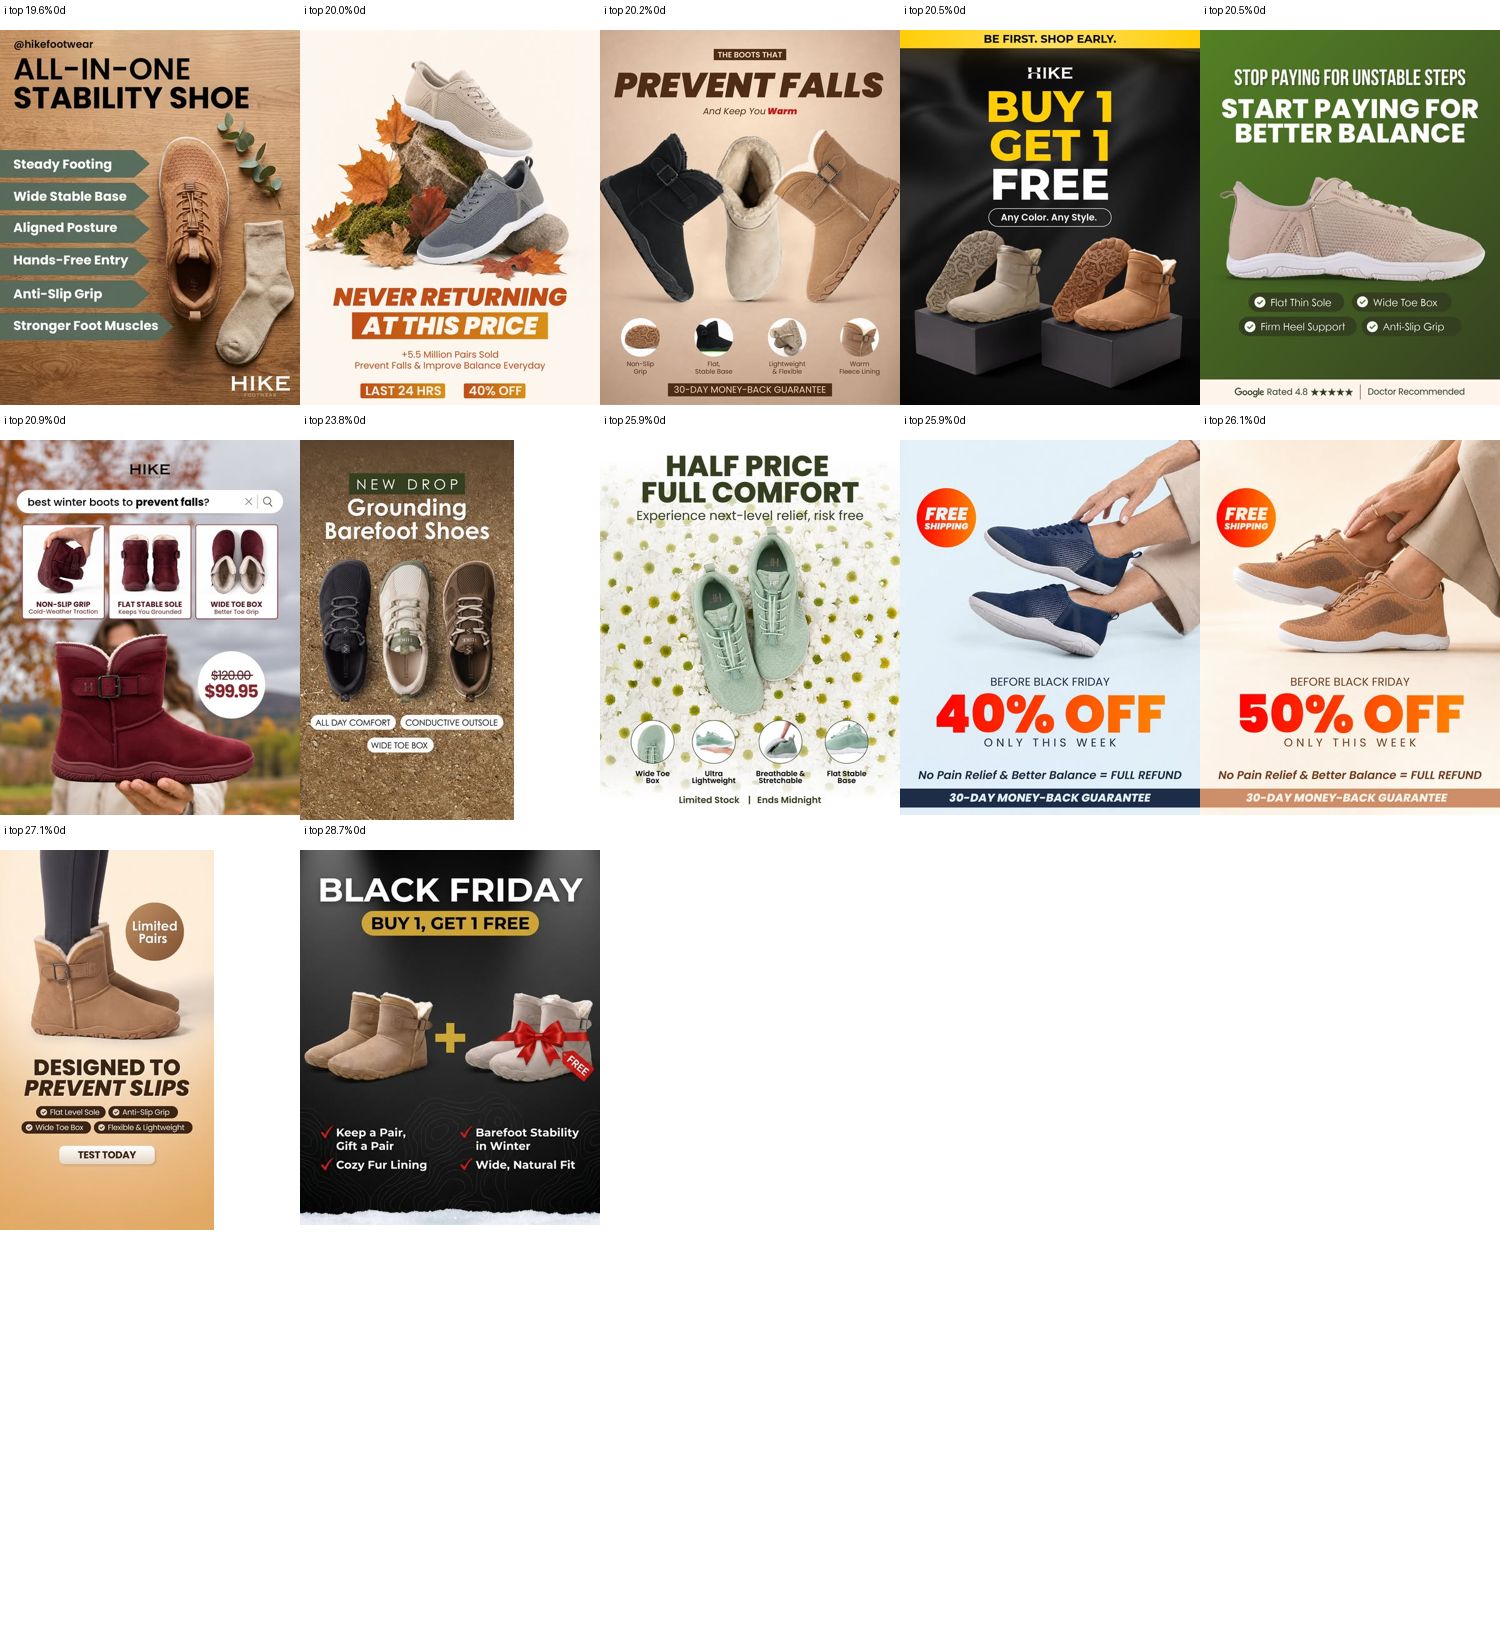 i top 19.6%0d
@hikefootwear
ALL-IN-ONE
STABILITY SHOE
Steady Footing
Wide Stable Base
Aligned Posture
Hands-Free Entry
Anti-Slip Grip
Stronger Foot Muscles
HIKE
FOOTWEAR
i top 20.0%0d
NEVER RETURNING
AT THIS PRICE
+5.5 Million Pairs Sold
Prevent Falls & Improve Balance Everyday
LAST 24 HRS
40% OFF
i top 20.2%0d
THE BOOTS THAT
PREVENT FALLS
And Keep You Warm
Non-Slip
Grip
Flat,
Stable Base
Lightweight
& Flexible
Warm
Fleece Lining
30-DAY MONEY-BACK GUARANTEE
i top 20.5%0d
BE FIRST. SHOP EARLY.
HIKE
BUY 1
GET 1
FREE
Any Color. Any Style.
i top 20.5%0d
STOP PAYING FOR UNSTABLE STEPS
START PAYING FOR
BETTER BALANCE
Flat Thin Sole
Wide Toe Box
Firm Heel Support
Anti-Slip Grip
Google Rated 4.8 ★★★★★ | Doctor Recommended
i top 20.9%0d
HIKE
best winter boots to prevent falls?
NON-SLIP GRIP
Cold-Weather Traction
FLAT STABLE SOLE
Keeps You Grounded
WIDE TOE BOX
Better Toe Grip
$120.00
$99.95
i top 23.8%0d
NEW DROP
Grounding
Barefoot Shoes
HIKE
ALL DAY COMFORT
CONDUCTIVE OUTSOLE
WIDE TOE BOX
i top 25.9%0d
HALF PRICE
FULL COMFORT
Experience next-level relief, risk free
Wide Toe
Box
Ultra
Lightweight
Breathable &
Stretchable
Flat Stable
Base
Limited Stock | Ends Midnight
i top 25.9%0d
FREE
SHIPPING
BEFORE BLACK FRIDAY
40% OFF
ONLY THIS WEEK
No Pain Relief & Better Balance = FULL REFUND
30-DAY MONEY-BACK GUARANTEE
i top 26.1%0d
FREE
SHIPPING
BEFORE BLACK FRIDAY
50% OFF
ONLY THIS WEEK
No Pain Relief & Better Balance = FULL REFUND
30-DAY MONEY-BACK GUARANTEE
i top 27.1%0d
Limited
Pairs
DESIGNED TO
PREVENT SLIPS
Flat Level Sole
Anti-Slip Grip
Wide Toe Box
Flexible & Lightweight
TEST TODAY
i top 28.7%0d
BLACK FRIDAY
BUY 1, GET 1 FREE
FREE
Keep a Pair,
Gift a Pair
Barefoot Stability
in Winter
Cozy Fur Lining
Wide, Natural Fit